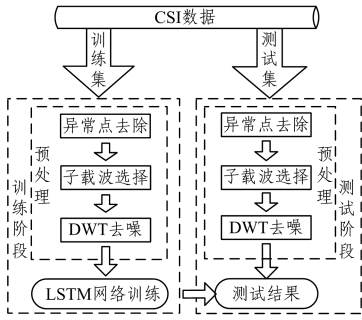 CSI数据
训练集
测试集
训练阶段
预处理
异常点去除
子载波选择
DWT去噪
LSTM网络训练
异常点去除
子载波选择
DWT去噪
预处理
测试阶段
测试结果